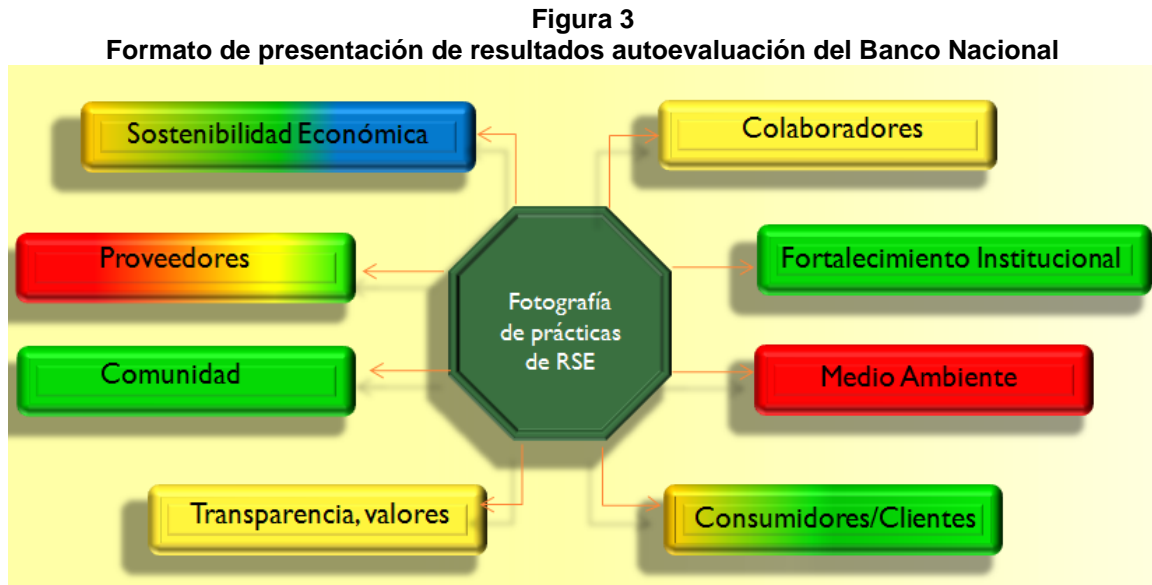 Figura 3
Formato de presentación de resultados autoevaluación del Banco Nacional
Sostenibilidad Económica
Colaboradores
Proveedores
Fortalecimiento Institucional
Fotografía
de prácticas
de RSE
Comunidad
Medio Ambiente
Transparencia, valores
Consumidores/Clientes